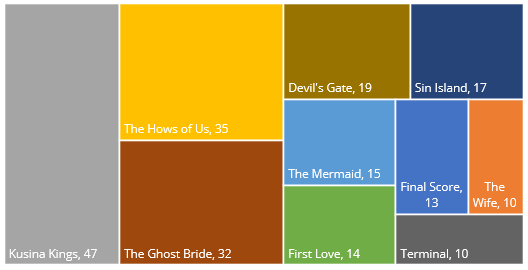 Kusina Kings, 47
The Hows of Us, 35
The Ghost Bride, 32
Devil's Gate, 19
Sin Island, 17
The Mermaid, 15
First Love, 14
Final Score,
13
The
Wife, 10
Terminal, 10